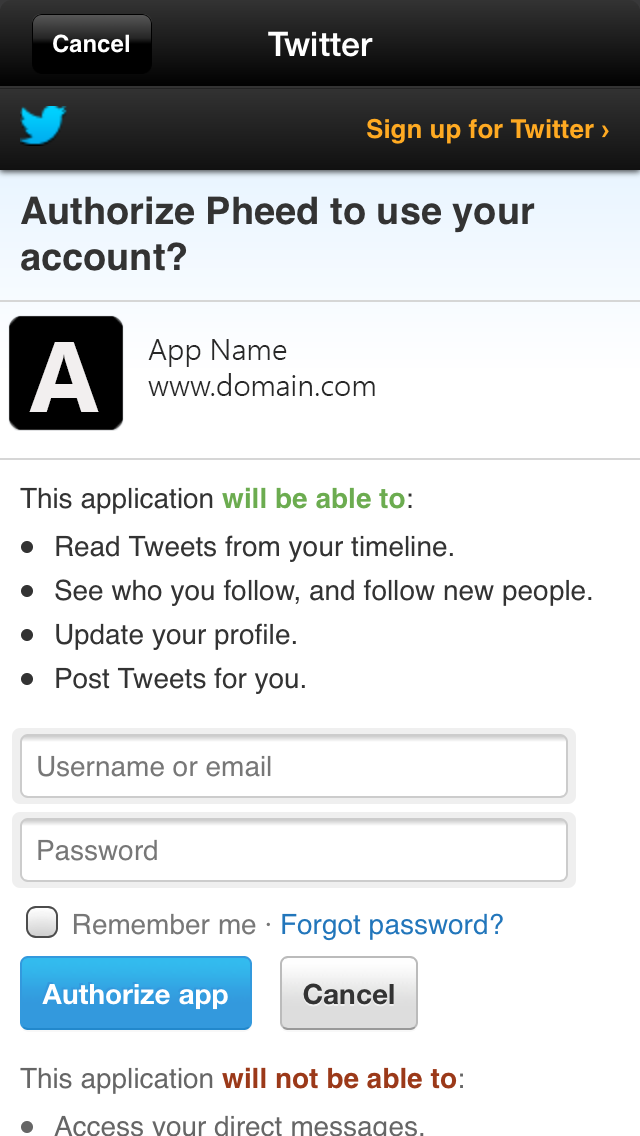 Cancel
Twitter
Sign up for Twitter ›
Authorize Pheed to use your
account?
A
App Name
www.domain.com
This application will be able to:
• Read Tweets from your timeline.
• See who you follow, and follow new people.
• Update your profile.
• Post Tweets for you.
Username or email
Password
Remember me · Forgot password?
Authorize app
Cancel
This application will not be able to:
• Access your direct messages.